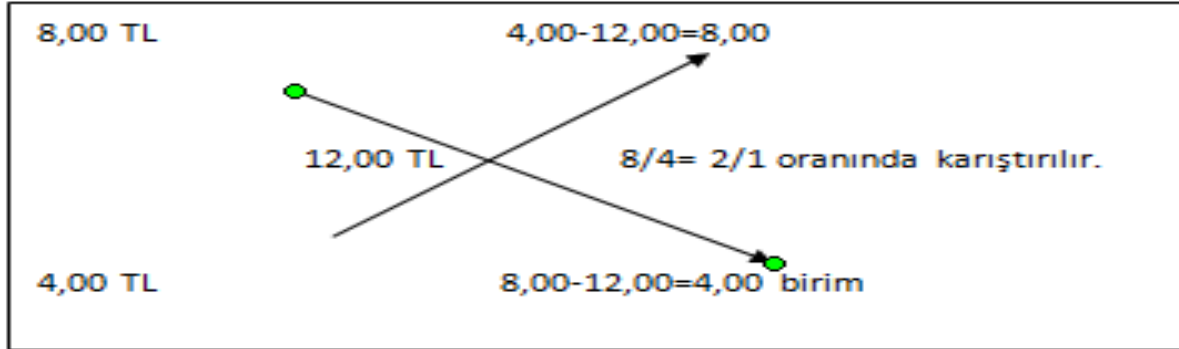 8,00 TL 4,00-12,00=8,00
12,00 TL 8/4= 2/1 oranında karıştırılır.
4,00 TL 8,00-12,00=4,00 birim